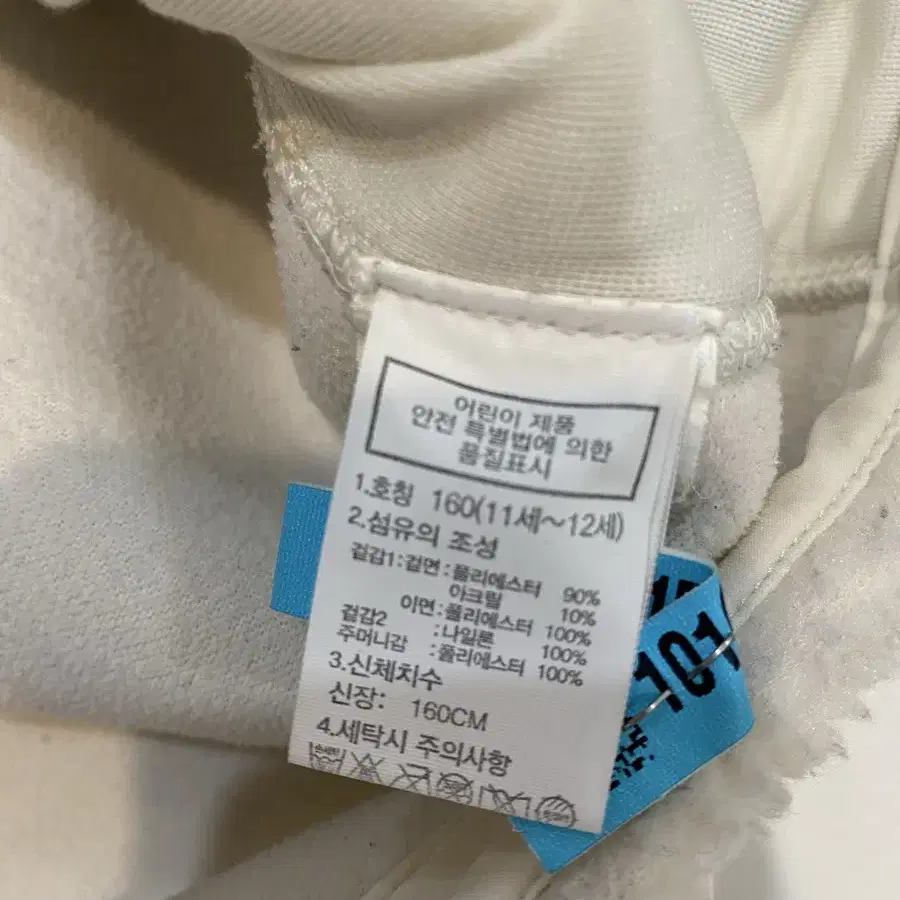 어린이 제품
안전 특별법에 의한
품질표시
1.호칭 160(11세~12세)
2.섬유의 조성
겉감1:겉면:폴리에스터 90%
아크릴 10%
이면:폴리에스터 100%
겉감2 :나일론 100%
주머니감 :폴리에스터 100%
3.신체치수
신장: 160CM
4.세탁시 주의사항
101